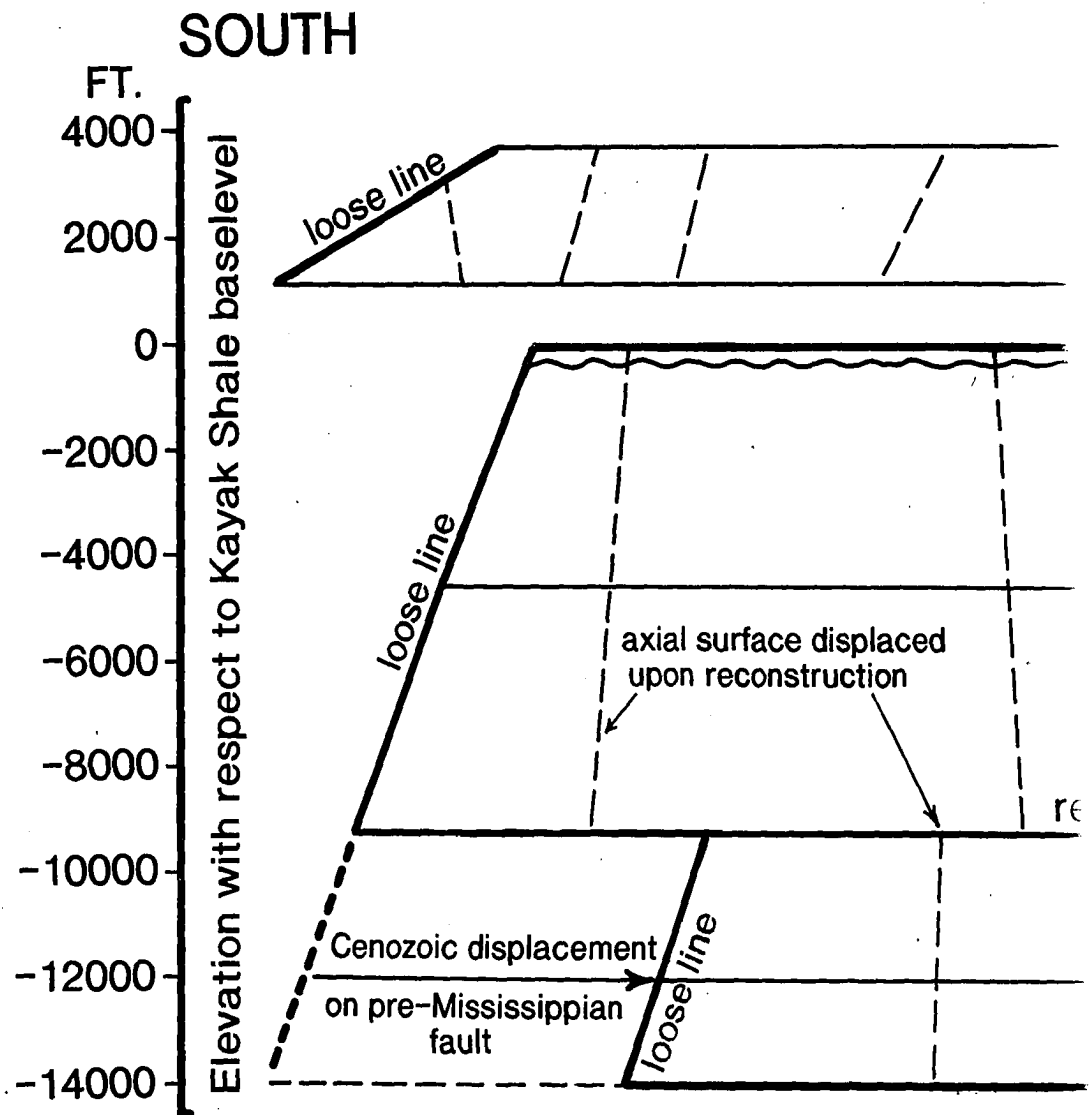 SOUTH
FT.
4000
2000
0
-2000
-4000
-6000
-8000
-10000
-12000
-14000
Elevation with respect to Kayak Shale baselevel
loose line
loose line
axial surface displaced
upon reconstruction
Cenozoic displacement
on pre-Mississippian
fault
loose line